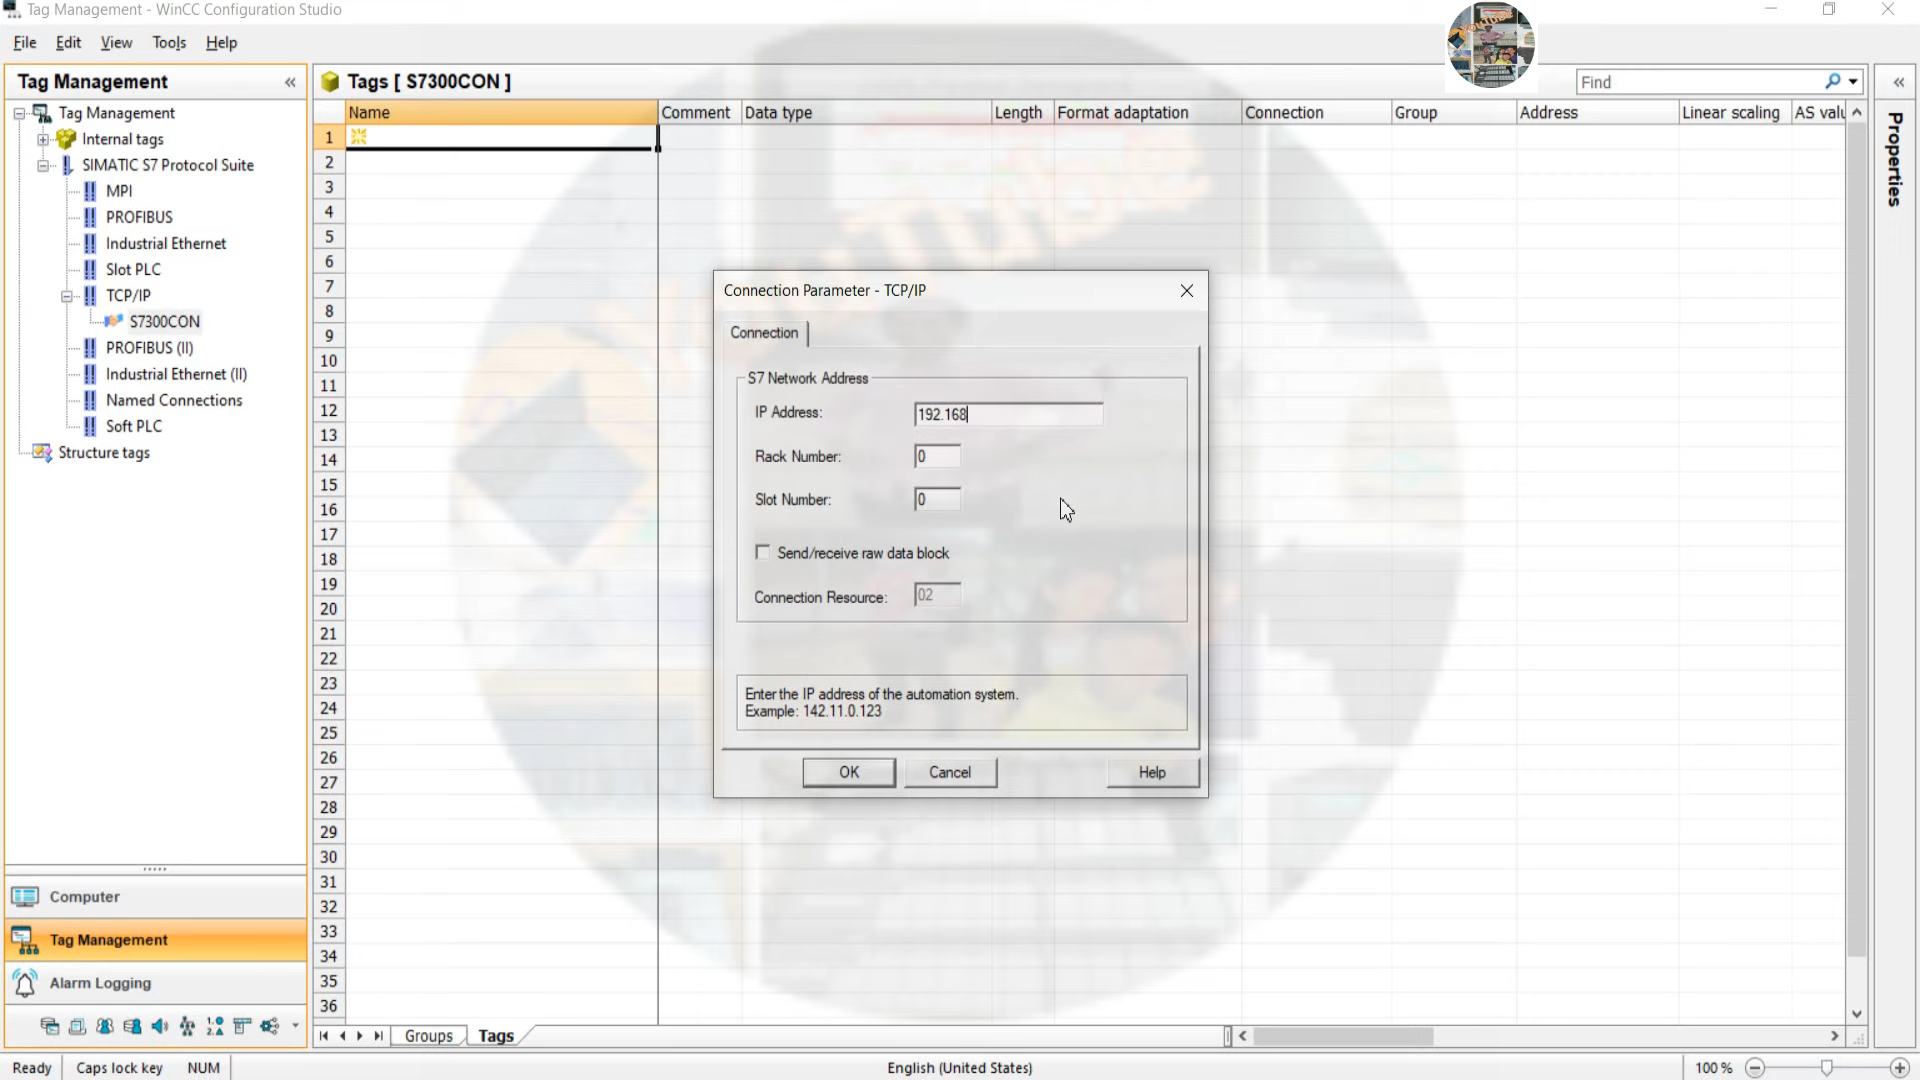 Tag Management - WinCC Configuration Studio
File Edit View Tools Help
Tag Management «
Tag Management
Internal tags
SIMATIC S7 Protocol Suite
MPI
PROFIBUS
Industrial Ethernet
Slot PLC
TCP/IP
S7300CON
PROFIBUS (II)
Industrial Ethernet (II)
Named Connections
Soft PLC
Structure tags
Computer
Tag Management
Alarm Logging
Tags [ S7300CON ]
Find
«
Name Comment Data type Length Format adaptation Connection Group Address Linear scaling AS valu
1
2
3
4
5
6
7
8
9
10
11
12
13
14
15
16
17
18
19
20
21
22
23
24
25
26
27
28
29
30
31
32
33
34
35
36
Properties
YouTube
Connection Parameter - TCP/IP
Connection
S7 Network Address
IP Address: 192.168
Rack Number: 0
Slot Number: 0
Send/receive raw data block
Connection Resource: 02
Enter the IP address of the automation system.
Example: 142.11.0.123
OK Cancel Help
Groups Tags
Ready Caps lock key NUM English (United States) 100 %